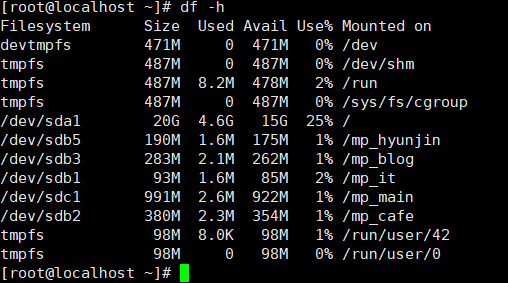 [root@localhost ~]# df -h
Filesystem      Size  Used Avail Use% Mounted on
devtmpfs        471M     0  471M   0% /dev
tmpfs           487M     0  487M   0% /dev/shm
tmpfs           487M  8.2M  478M   2% /run
tmpfs           487M     0  487M   0% /sys/fs/cgroup
/dev/sda1        20G  4.6G   15G  25% /
/dev/sdb5       190M  1.6M  175M   1% /mp_hyunjin
/dev/sdb3       283M  2.1M  262M   1% /mp_blog
/dev/sdb1        93M  1.6M   85M   2% /mp_it
/dev/sdc1       991M  2.6M  922M   1% /mp_main
/dev/sdb2       380M  2.3M  354M   1% /mp_cafe
tmpfs            98M  8.0K   98M   1% /run/user/42
tmpfs            98M     0   98M   0% /run/user/0
[root@localhost ~]#